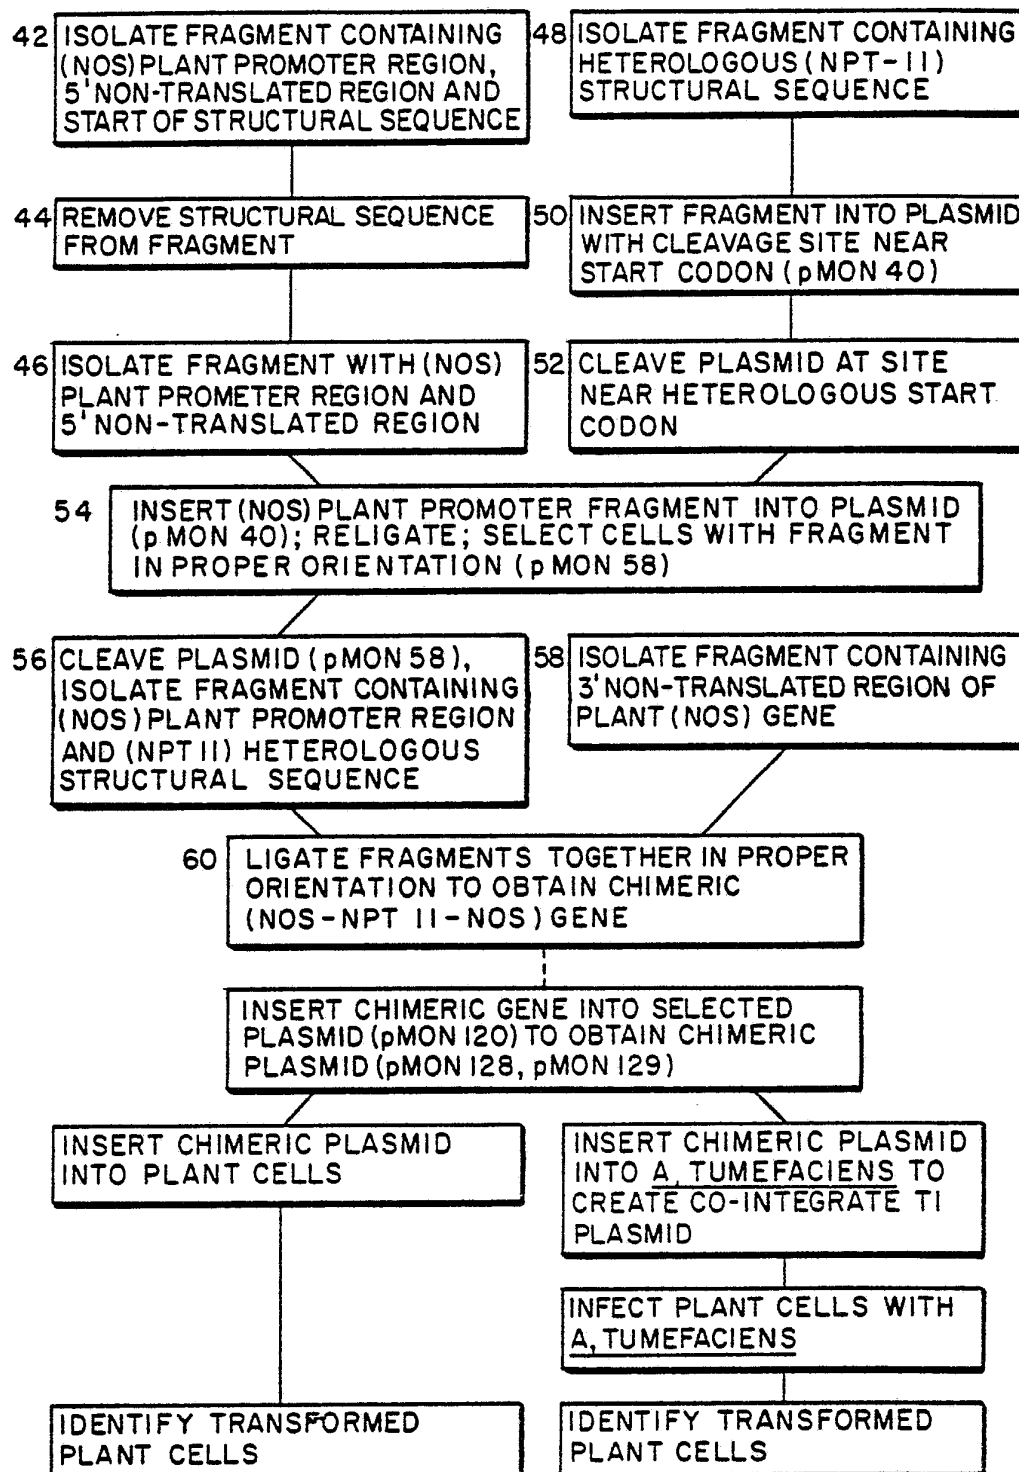 42 ISOLATE FRAGMENT CONTAINING
(NOS) PLANT PROMOTER REGION,
5' NON-TRANSLATED REGION AND
START OF STRUCTURAL SEQUENCE
48 ISOLATE FRAGMENT CONTAINING
HETEROLOGOUS (NPT-II)
STRUCTURAL SEQUENCE
44 REMOVE STRUCTURAL SEQUENCE
FROM FRAGMENT
50 INSERT FRAGMENT INTO PLASMID
WITH CLEAVAGE SITE NEAR
START CODON (pMON 40)
46 ISOLATE FRAGMENT WITH (NOS)
PLANT PROMETER REGION AND
5' NON-TRANSLATED REGION
52 CLEAVE PLASMID AT SITE
NEAR HETEROLOGOUS START
CODON
54 INSERT (NOS) PLANT PROMOTER FRAGMENT INTO PLASMID
(pMON 40); RELIGATE; SELECT CELLS WITH FRAGMENT
IN PROPER ORIENTATION (pMON 58)
56 CLEAVE PLASMID (pMON 58),
ISOLATE FRAGMENT CONTAINING
(NOS) PLANT PROMOTER REGION
AND (NPT II) HETEROLOGOUS
STRUCTURAL SEQUENCE
58 ISOLATE FRAGMENT CONTAINING
3' NON-TRANSLATED REGION OF
PLANT (NOS) GENE
60 LIGATE FRAGMENTS TOGETHER IN PROPER
ORIENTATION TO OBTAIN CHIMERIC
(NOS-NPT II-NOS) GENE
INSERT CHIMERIC GENE INTO SELECTED
PLASMID (pMON 120) TO OBTAIN CHIMERIC
PLASMID (pMON 128, pMON 129)
INSERT CHIMERIC PLASMID
INTO PLANT CELLS
INSERT CHIMERIC PLASMID
INTO A, TUMEFACIENS TO
CREATE CO-INTEGRATE TI
PLASMID
INFECT PLANT CELLS WITH
A, TUMEFACIENS
IDENTIFY TRANSFORMED
PLANT CELLS
IDENTIFY TRANSFORMED
PLANT CELLS